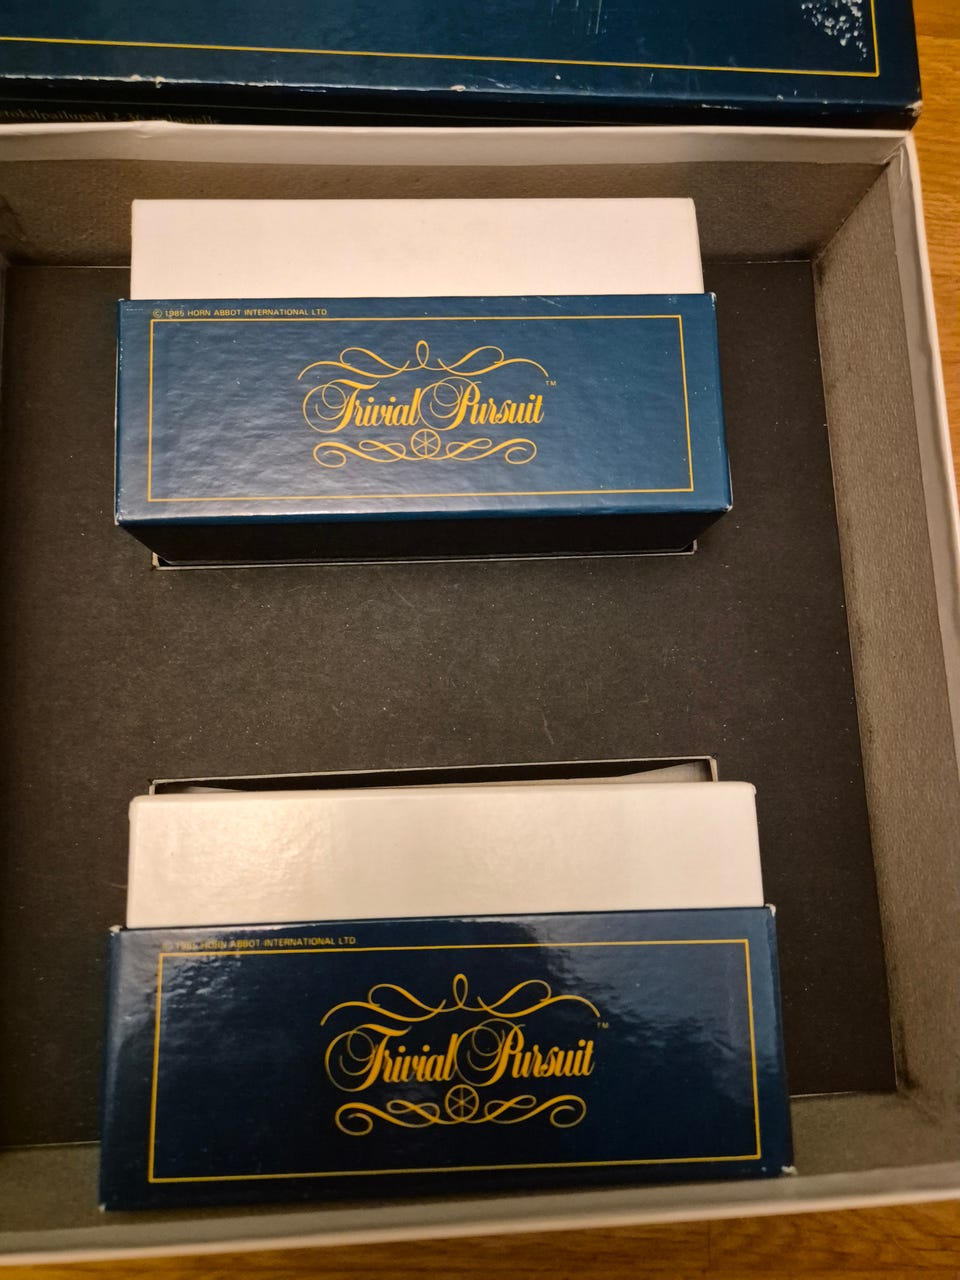 © 1985 HORN ABBOT INTERNATIONAL LTD
Trivial Pursuit™
© 1985 HORN ABBOT INTERNATIONAL LTD
Trivial Pursuit™